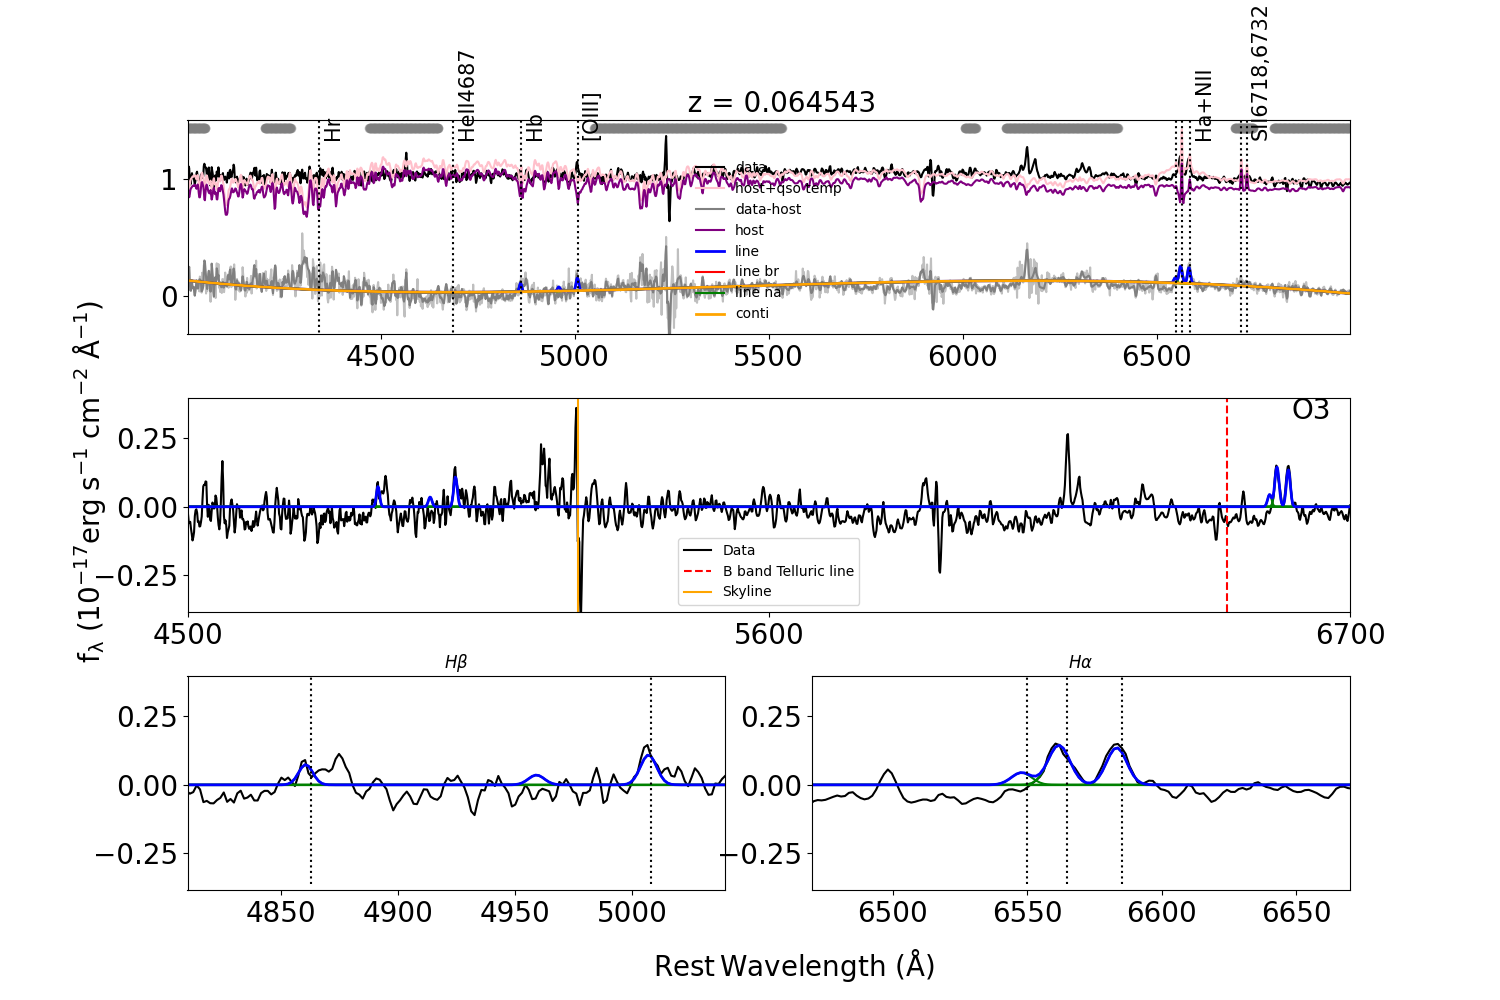 z = 0.064543
Hr
HeII4687
Hb
[OIII]
Ha+NII
SII6718,6732
data
host+qso temp
data-host
host
line
line br
line na
conti
1
0
4500 5000 5500 6000 6500
fλ (10⁻¹⁷erg s⁻¹ cm⁻² Å⁻¹)
O3
0.25
0.00
−0.25
Data
B band Telluric line
Skyline
4500 5600 6700
Hβ
0.25
0.00
−0.25
4850 4900 4950 5000
Hα
0.25
0.00
−0.25
6500 6550 6600 6650
Rest Wavelength (Å)